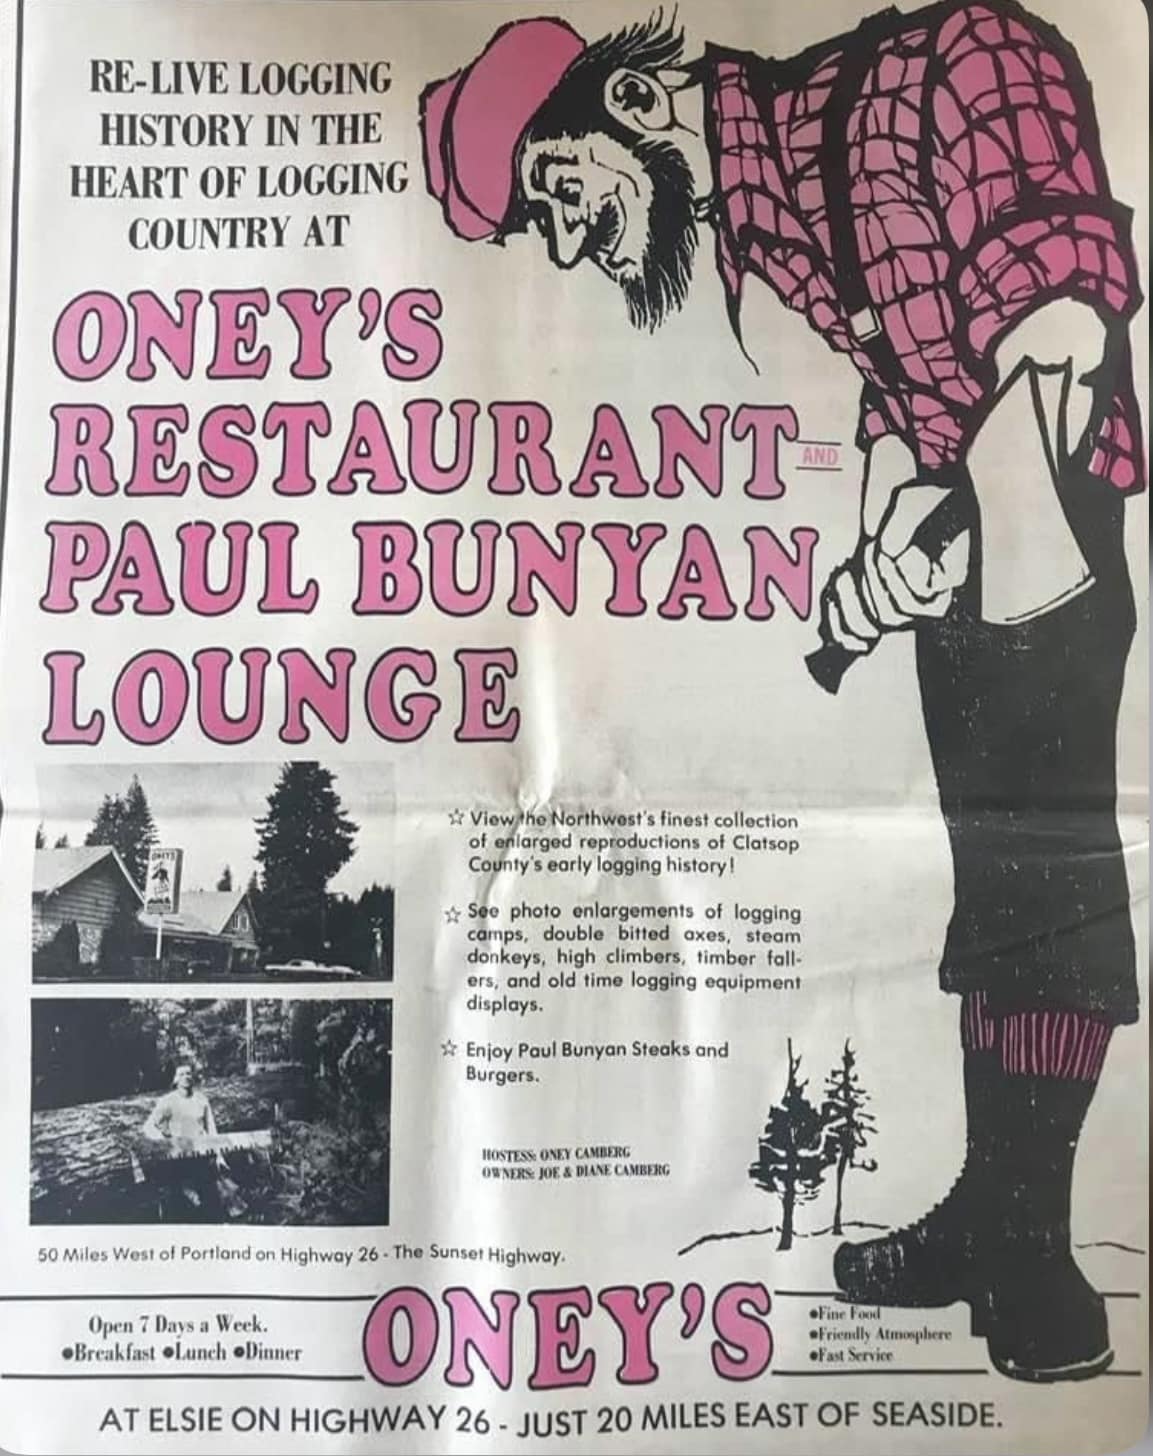 RE-LIVE LOGGING
HISTORY IN THE
HEART OF LOGGING
COUNTRY AT
ONEY'S
RESTAURANT AND
PAUL BUNYAN
LOUNGE
ONEY'S
☆ View the Northwest's finest collection
of enlarged reproductions of Clatsop
County's early logging history!
☆ See photo enlargements of logging
camps, double bitted axes, steam
donkeys, high climbers, timber fall-
ers, and old time logging equipment
displays.
☆ Enjoy Paul Bunyan Steaks and
Burgers.
HOSTESS: ONEY CAMBERG
OWNERS: JOE & DIANE CAMBERG
50 Miles West of Portland on Highway 26 - The Sunset Highway.
Open 7 Days a Week.
●Breakfast ●Lunch ●Dinner
ONEY'S
●Fine Food
●Friendly Atmosphere
●Fast Service
AT ELSIE ON HIGHWAY 26 - JUST 20 MILES EAST OF SEASIDE.